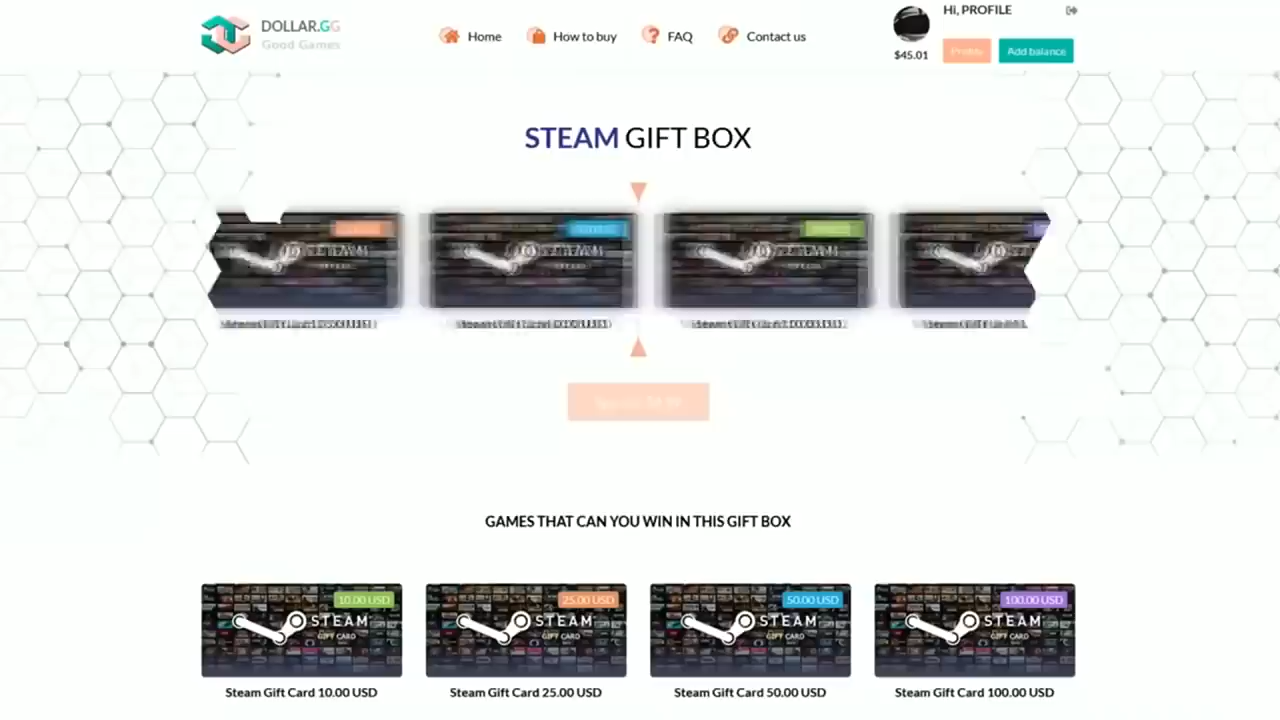 DOLLAR.GG
Good Games
Home
How to buy
FAQ
Contact us
Hi, PROFILE
$45.01
Profile
Add balance
STEAM GIFT BOX
GAMES THAT CAN YOU WIN IN THIS GIFT BOX
10.00 USD
STEAM
GIFT CARD
25.00 USD
STEAM
GIFT CARD
50.00 USD
STEAM
GIFT CARD
100.00 USD
STEAM
GIFT CARD
Steam Gift Card 10.00 USD
Steam Gift Card 25.00 USD
Steam Gift Card 50.00 USD
Steam Gift Card 100.00 USD